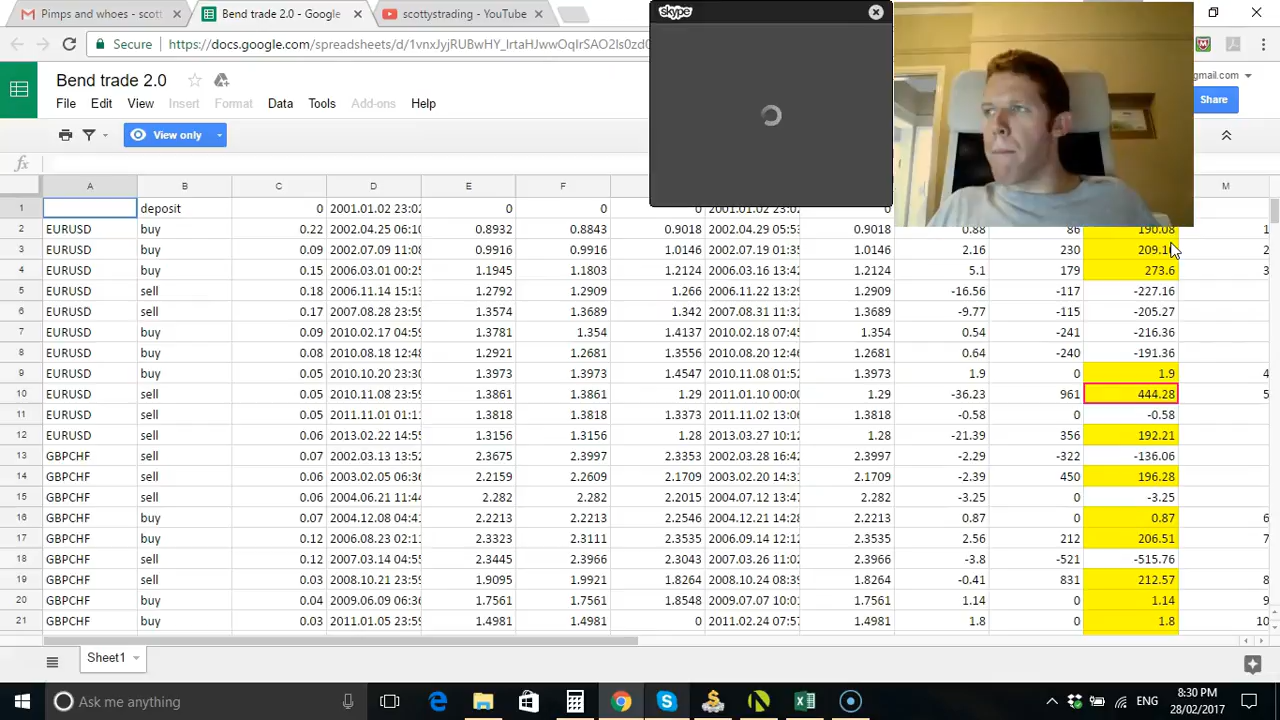 Pimps and whoes - scott
Bend trade 2.0 - Google
scottystrading - YouTube
skype
Secure
https://docs.google.com/spreadsheets/d/1vnxJyjRUBwHY_
Bend trade 2.0
gmail.com
File Edit View Insert Format Data Tools Add-ons Help
Share
View only
fx
A B C D E F M
1 deposit 0 2001.01.02 23:02 0 0 0 2001.01.02 23:02
2 EURUSD buy 0.22 2002.04.25 06:10 0.8932 0.8843 0.9018 2002.04.29 05:53 0.9018 0.88 86 190.08 1
3 EURUSD buy 0.09 2002.07.09 11:08 0.9916 0.9916 1.0146 2002.07.19 01:35 1.0146 2.16 230 2
4 EURUSD buy 0.15 2006.03.01 00:25 1.1945 1.1803 1.2124 2006.03.16 13:42 1.2124 5.1 179 273.6 3
5 EURUSD sell 0.18 2006.11.14 15:13 1.2792 1.2909 1.266 2006.11.22 13:29 1.2909 -16.56 -117 -227.16
6 EURUSD sell 0.17 2007.08.28 23:59 1.3574 1.3689 1.342 2007.08.31 11:32 1.3689 -9.77 -115 -205.27
7 EURUSD buy 0.09 2010.02.17 04:59 1.3781 1.354 1.4137 2010.02.18 07:45 1.354 0.54 -241 -216.36
8 EURUSD buy 0.08 2010.08.18 12:48 1.2921 1.2681 1.3556 2010.08.20 12:46 1.2681 0.64 -240 -191.36
9 EURUSD buy 0.05 2010.10.20 23:30 1.3973 1.3973 1.4547 2010.11.08 01:52 1.3973 1.9 0 1.9 4
10 EURUSD sell 0.05 2010.11.08 23:59 1.3861 1.3861 1.29 2011.01.10 00:00 1.29 -36.23 961 444.28 5
11 EURUSD sell 0.05 2011.11.01 01:11 1.3818 1.3818 1.3373 2011.11.02 13:06 1.3818 -0.58 0 -0.58
12 EURUSD sell 0.06 2013.02.22 14:55 1.3156 1.3156 1.28 2013.03.27 10:12 1.28 -21.39 356 192.21
13 GBPCHF sell 0.07 2002.03.13 13:52 2.3675 2.3997 2.3353 2002.03.28 16:42 2.3997 -2.29 -322 -136.06
14 GBPCHF sell 0.06 2003.02.06 15:35 2.2159 2.2609 2.1709 2003.02.20 14:31 2.1709 -2.39 450 196.28
15 GBPCHF sell 0.06 2004.06.21 11:44 2.282 2.282 2.2015 2004.07.12 13:47 2.282 -3.25 0 -3.25
16 GBPCHF buy 0.07 2004.12.08 04:41 2.2213 2.2213 2.2546 2004.12.21 14:28 2.2213 0.87 0 0.87 6
17 GBPCHF buy 0.12 2006.08.23 02:11 2.3323 2.3111 2.3535 2006.09.14 12:12 2.3535 2.56 212 206.51 7
18 GBPCHF sell 0.12 2007.03.14 04:55 2.3445 2.3966 2.3043 2007.03.26 11:02 2.3966 -3.8 -521 -515.76
19 GBPCHF sell 0.03 2008.10.21 23:59 1.9095 1.9921 1.8264 2008.10.24 08:39 1.8264 -0.41 831 212.57 8
20 GBPCHF buy 0.04 2009.06.09 06:36 1.7561 1.7561 1.8548 2009.07.07 10:01 1.7561 1.14 0 1.14 9
21 GBPCHF buy 0.03 2011.01.05 23:59 1.4981 1.4981 0 2011.02.24 07:57 1.4981 1.8 0 1.8 10
Sheet1
Ask me anything
ENG
8:30 PM
28/02/2017